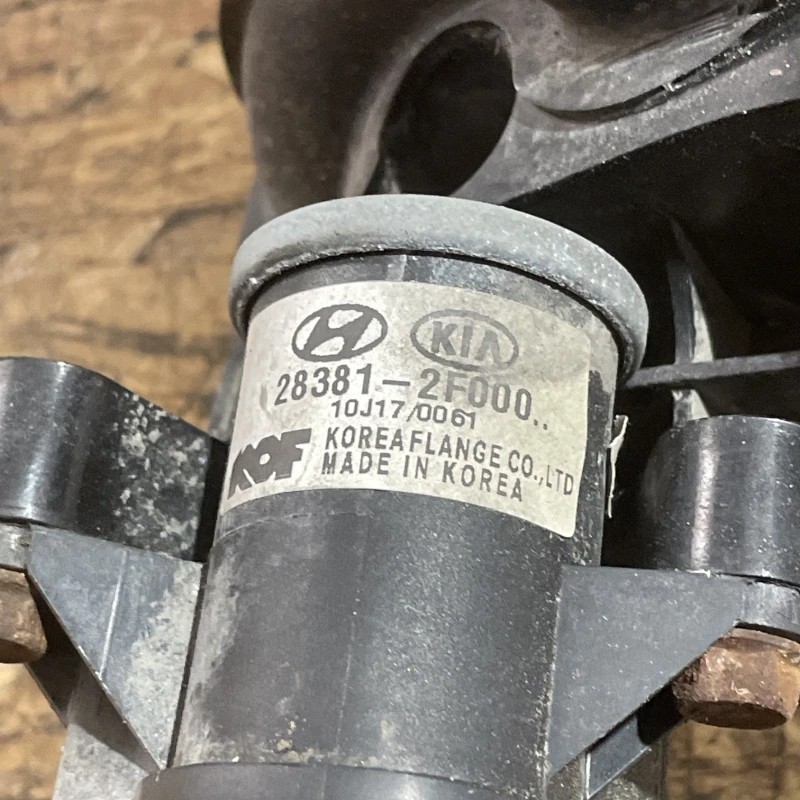 KIA
28381-2F000..
10J17/0061
KOF KOREAFLANGE CO.,LTD
MADE IN KOREA